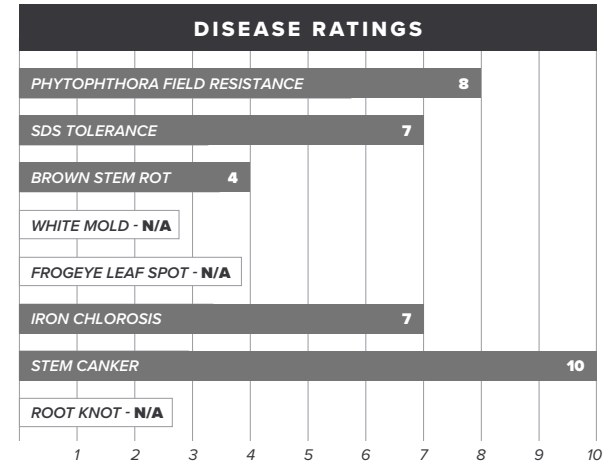 DISEASE RATINGS
PHYTOPHTHORA FIELD RESISTANCE 8
SDS TOLERANCE 7
BROWN STEM ROT 4
WHITE MOLD - N/A
FROGEYE LEAF SPOT - N/A
IRON CHLOROSIS 7
STEM CANKER 10
ROOT KNOT - N/A
1 2 3 4 5 6 7 8 9 10